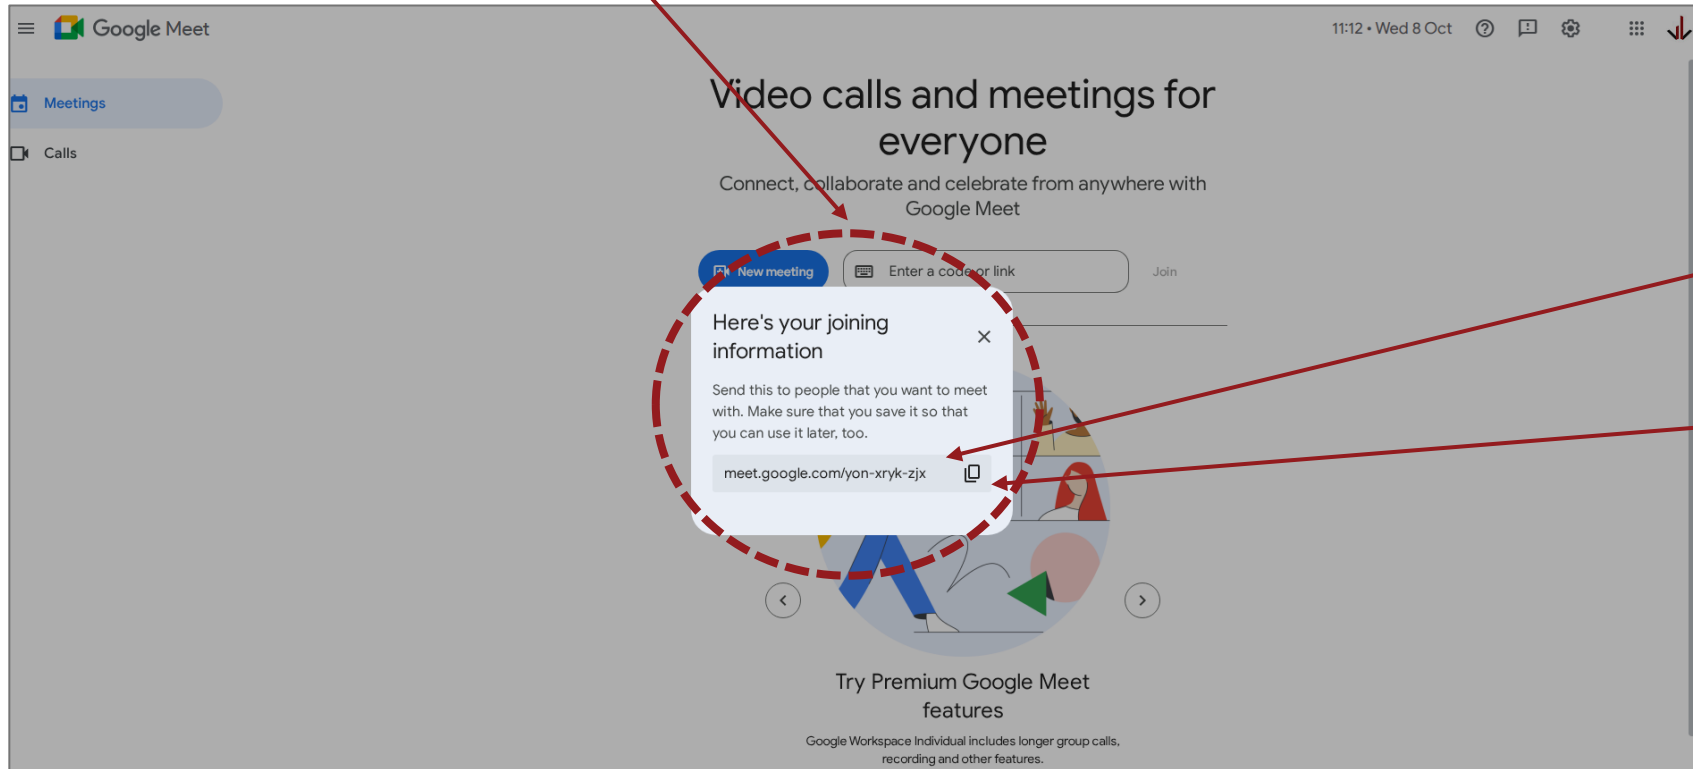 Google Meet
11:12 • Wed 8 Oct
Meetings
Calls
Video calls and meetings for
everyone
Connect, collaborate and celebrate from anywhere with
Google Meet
New meeting
Enter a code or link
Join
Here's your joining
information
Send this to people that you want to meet
with. Make sure that you save it so that
you can use it later, too.
meet.google.com/yon-xryk-zjx
Try Premium Google Meet
features
Google Workspace Individual includes longer group calls,
recording and other features.